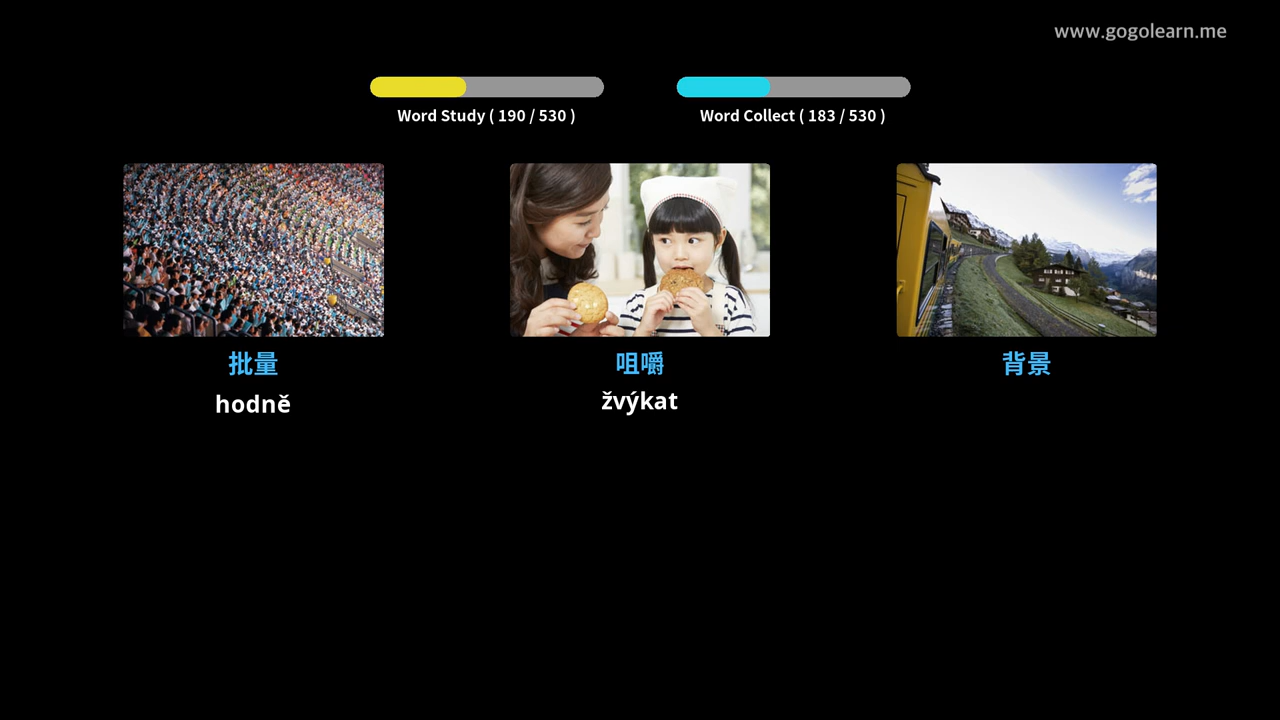 www.gogolearn.me
Word Study ( 190 / 530 )
Word Collect ( 183 / 530 )
批量
hodně
咀嚼
žvýkat
背景